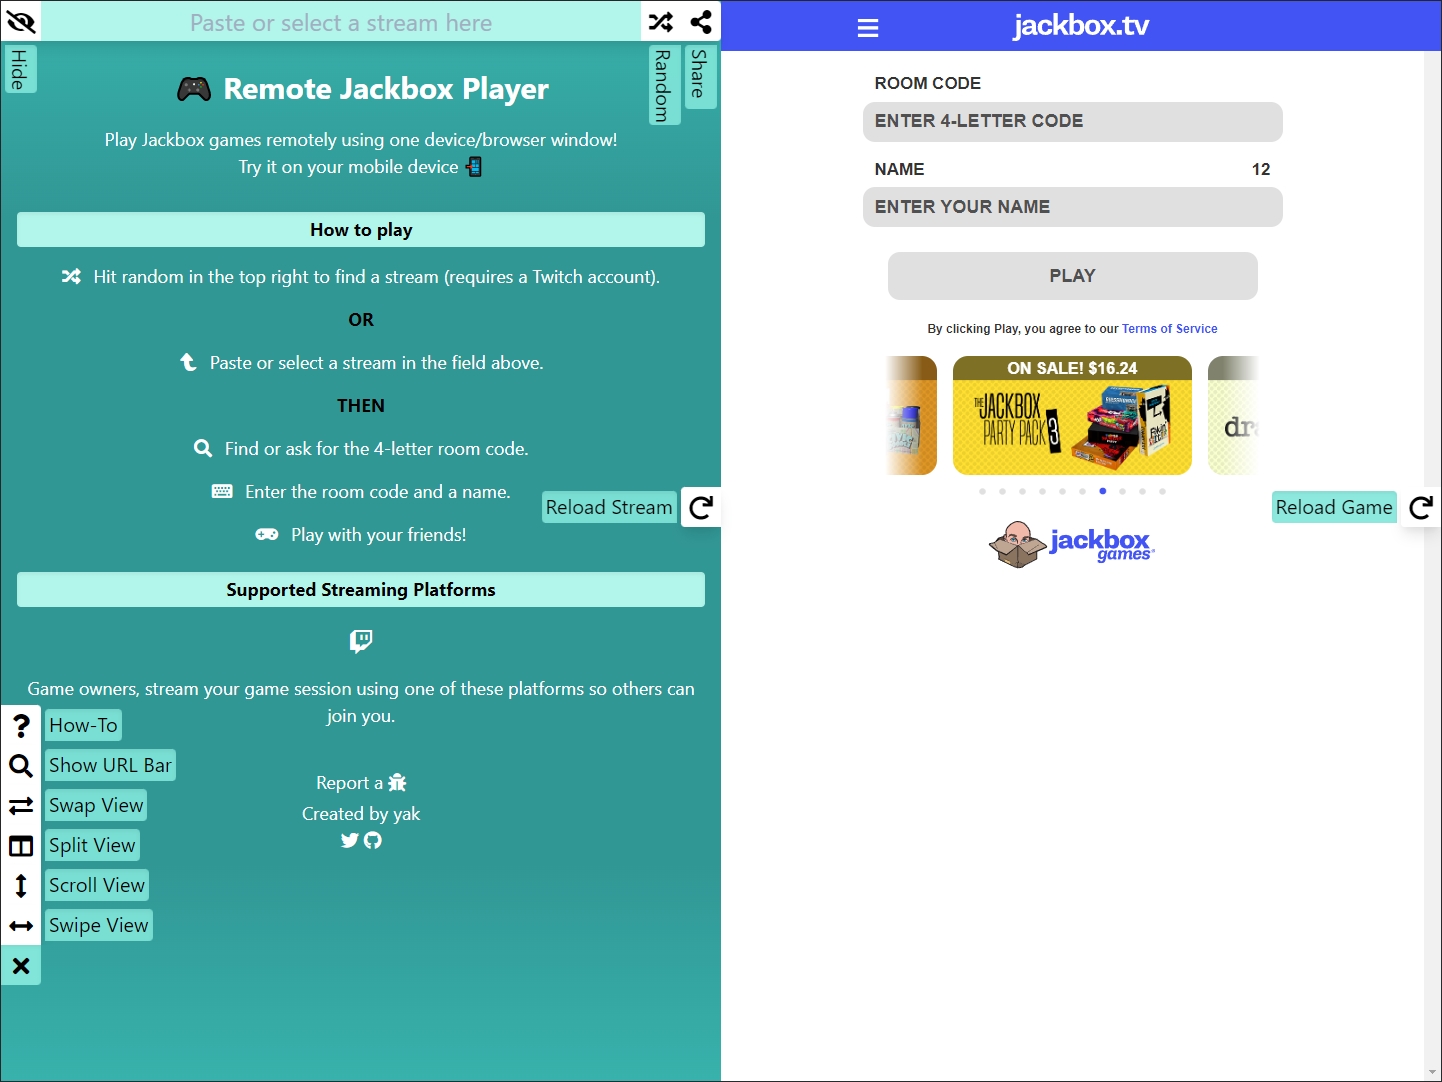 Paste or select a stream here
Hide
Random
Share
Remote Jackbox Player
Play Jackbox games remotely using one device/browser window!
Try it on your mobile device
How to play
Hit random in the top right to find a stream (requires a Twitch account).
OR
Paste or select a stream in the field above.
THEN
Find or ask for the 4-letter room code.
Enter the room code and a name.
Reload Stream
Play with your friends!
Supported Streaming Platforms
Game owners, stream your game session using one of these platforms so others can
join you.
How-To
Show URL Bar
Swap View
Split View
Scroll View
Swipe View
Report a
Created by yak
jackbox.tv
ROOM CODE
ENTER 4-LETTER CODE
NAME 12
ENTER YOUR NAME
PLAY
By clicking Play, you agree to our Terms of Service
ON SALE! $16.24
THE
JACKBOX
PARTY PACK 3
Reload Game
jackbox
games